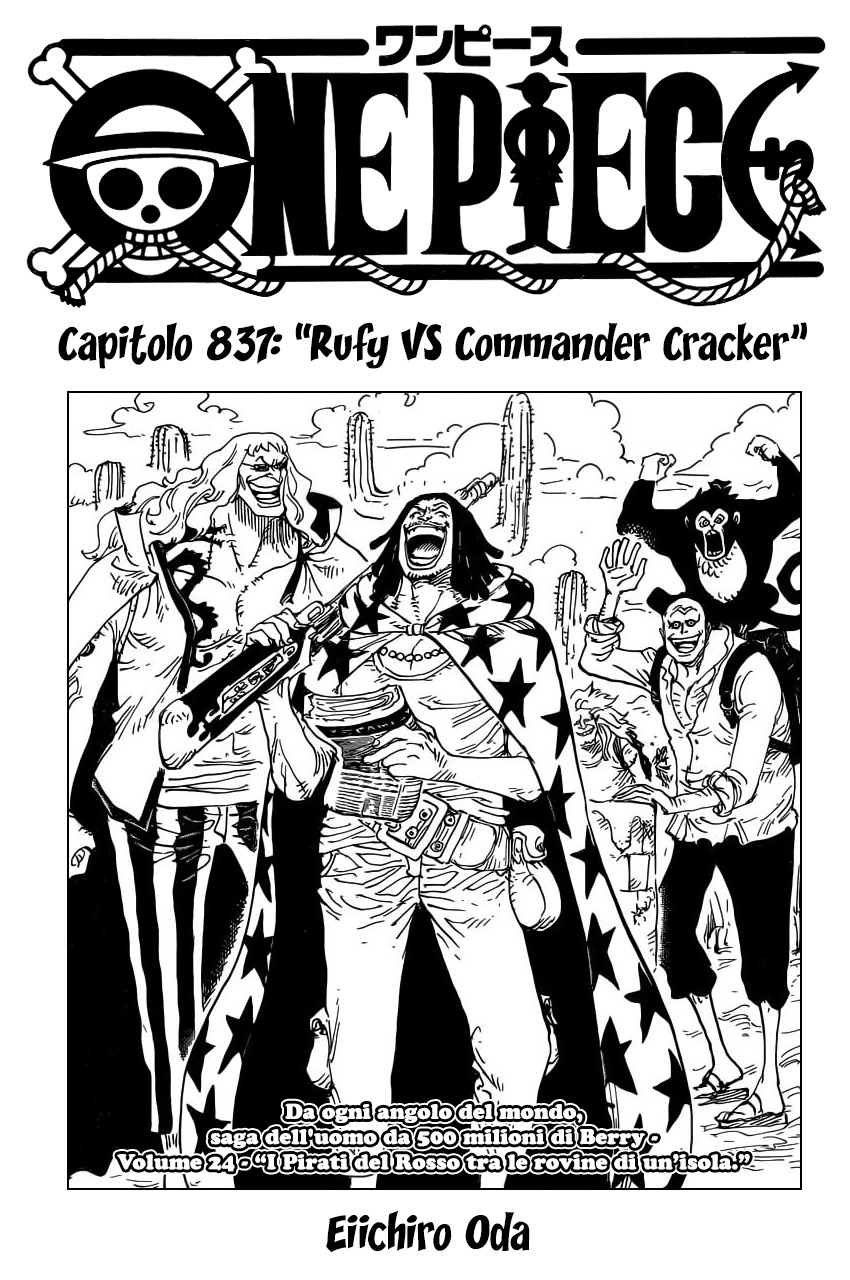 ワンピース
ONE PIECE
Capitolo 837: “Rufy VS Commander Cracker”
Da ogni angolo del mondo,
saga dell'uomo da 500 milioni di Berry -
Volume 24 - “I Pirati del Rosso tra le rovine di un'isola.”
Eiichiro Oda